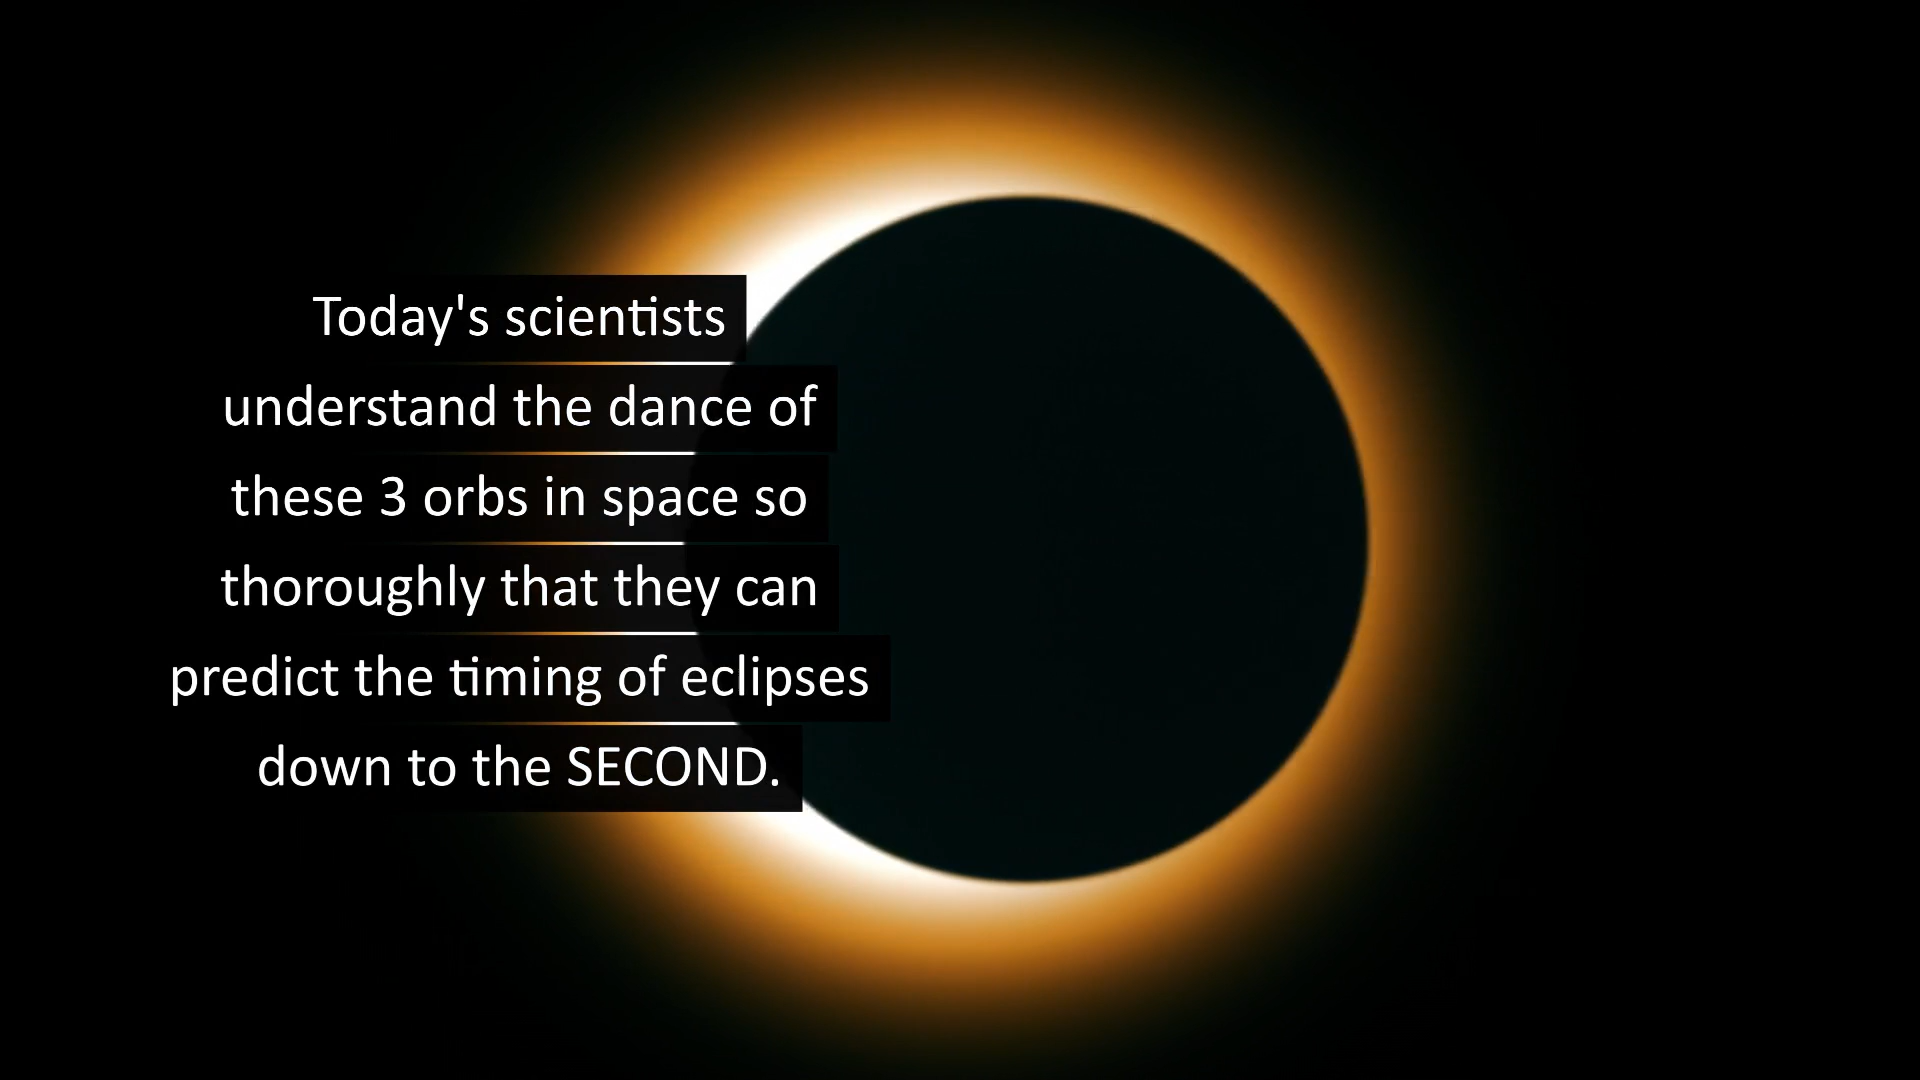 Today's scientists
understand the dance of
these 3 orbs in space so
thoroughly that they can
predict the timing of eclipses
down to the SECOND.